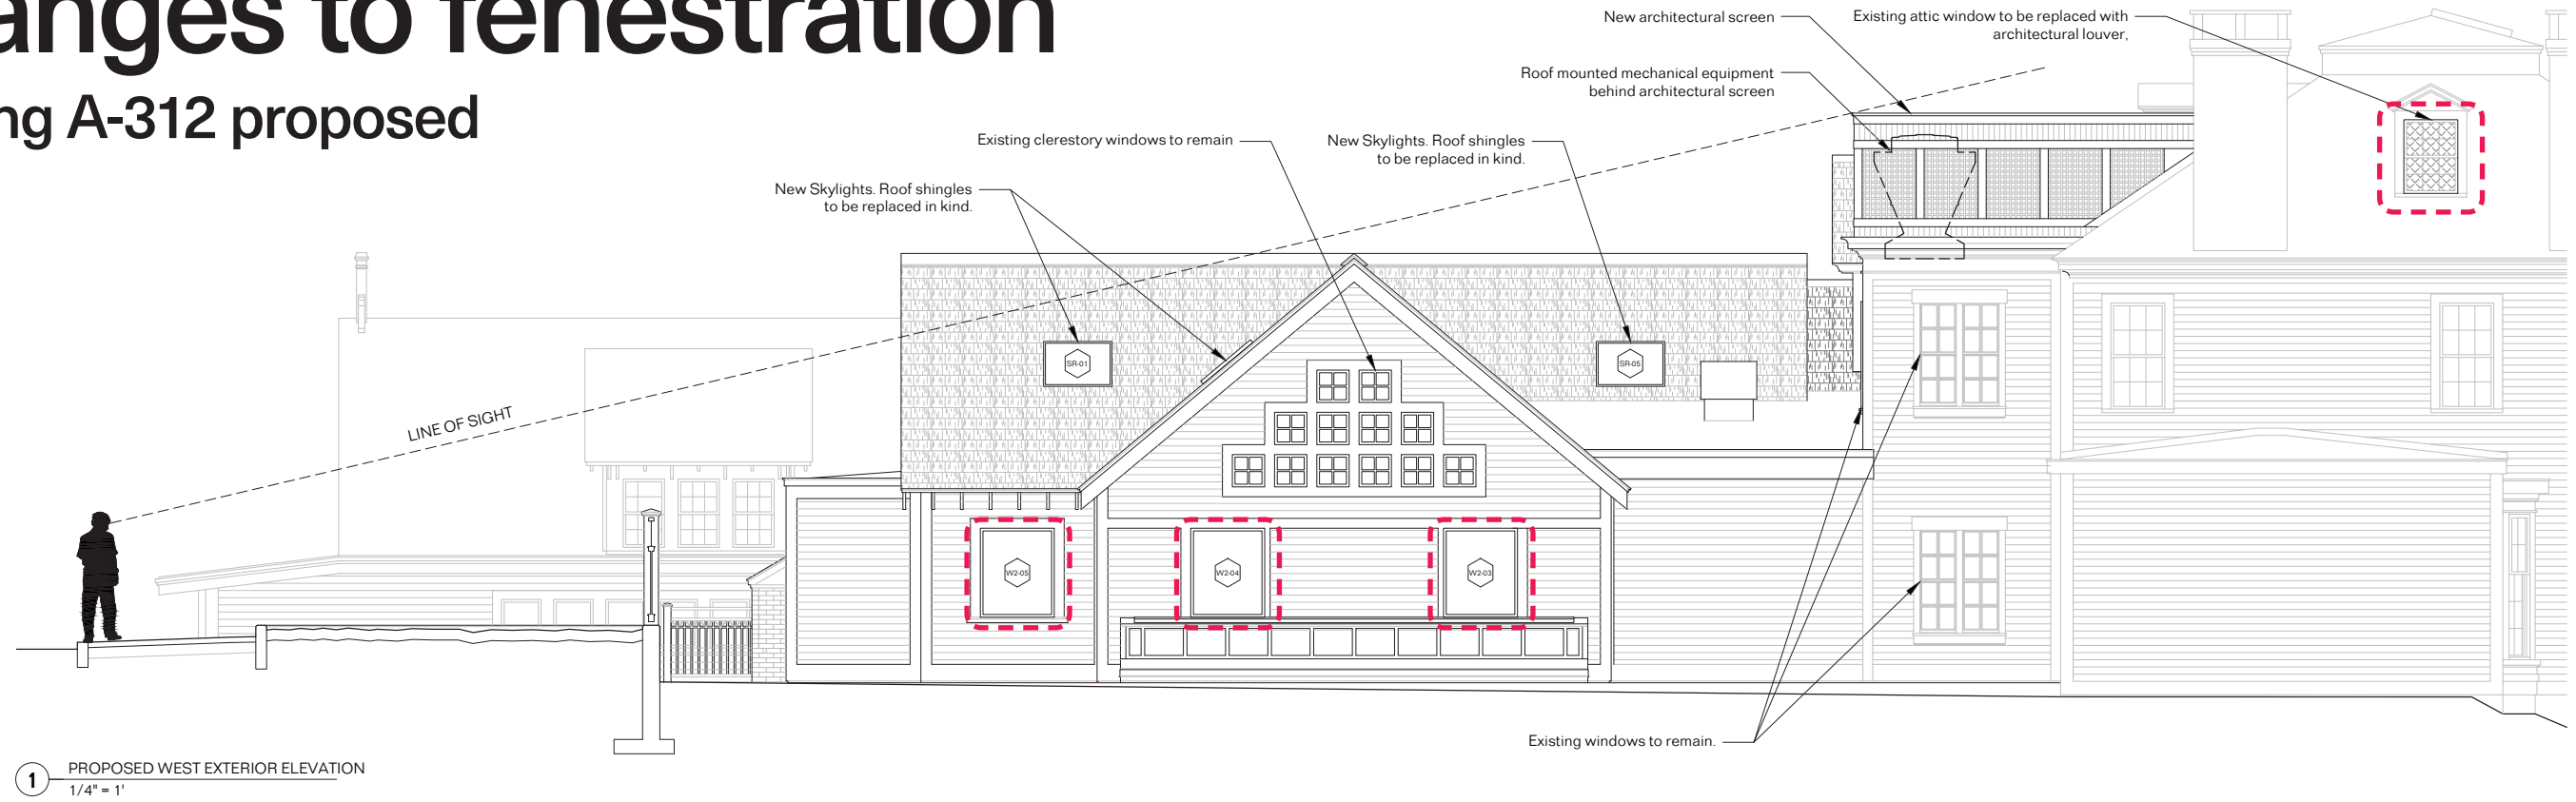 anges to fenestration
ng A-312 proposed
New architectural screen
Existing attic window to be replaced with
architectural louver,
Roof mounted mechanical equipment
behind architectural screen
Existing clerestory windows to remain
New Skylights. Roof shingles
to be replaced in kind.
New Skylights. Roof shingles
to be replaced in kind.
SR-01
SR-05
LINE OF SIGHT
W2-05
W2-04
W2-03
Existing windows to remain.
1
PROPOSED WEST EXTERIOR ELEVATION
1/4" = 1'